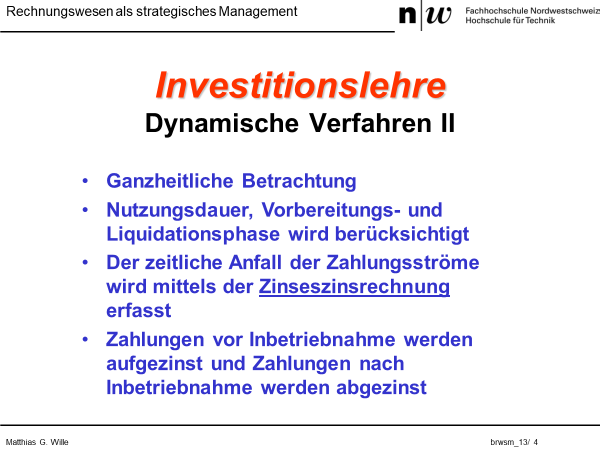 Rechnungswesen als strategisches Management
n|w
Fachhochschule Nordwestschweiz
Hochschule für Technik
Investitionslehre
Dynamische Verfahren II
• Ganzheitliche Betrachtung
• Nutzungsdauer, Vorbereitungs- und
Liquidationsphase wird berücksichtigt
• Der zeitliche Anfall der Zahlungsströme
wird mittels der Zinseszinsrechnung
erfasst
• Zahlungen vor Inbetriebnahme werden
aufgezinst und Zahlungen nach
Inbetriebnahme werden abgezinst
Matthias G. Wille
brwsm_13/ 4